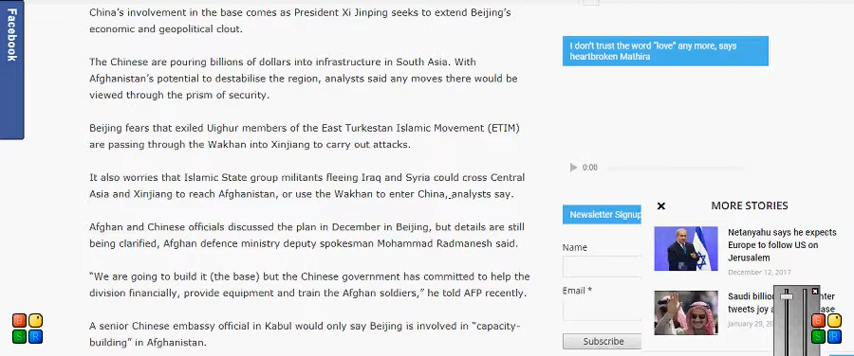 Facebook
China's involvement in the base comes as President Xi Jinping seeks to extend Beijing's
economic and geopolitical clout.
The Chinese are pouring billions of dollars into infrastructure in South Asia. With
Afghanistan's potential to destabilise the region, analysts said any moves there would be
viewed through the prism of security.
Beijing fears that exiled Uighur members of the East Turkestan Islamic Movement (ETIM)
are passing through the Wakhan into Xinjiang to carry out attacks.
It also worries that Islamic State group militants fleeing Iraq and Syria could cross Central
Asia and Xinjiang to reach Afghanistan, or use the Wakhan to enter China, analysts say.
Afghan and Chinese officials discussed the plan in December in Beijing, but details are still
being clarified, Afghan defence ministry deputy spokesman Mohammad Radmanesh said.
“We are going to build it (the base) but the Chinese government has committed to help the
division financially, provide equipment and train the Afghan soldiers,” he told AFP recently.
A senior Chinese embassy official in Kabul would only say Beijing is involved in “capacity-
building” in Afghanistan.
I don't trust the word “love” any more, says
heartbroken Mathira
0:00
Newsletter Signup
Name
Email *
Subscribe
MORE STORIES
Netanyahu says he expects
Europe to follow US on
Jerusalem
December 12, 2017
Saudi
tweets joy
January 29,
B
S R
B
S R